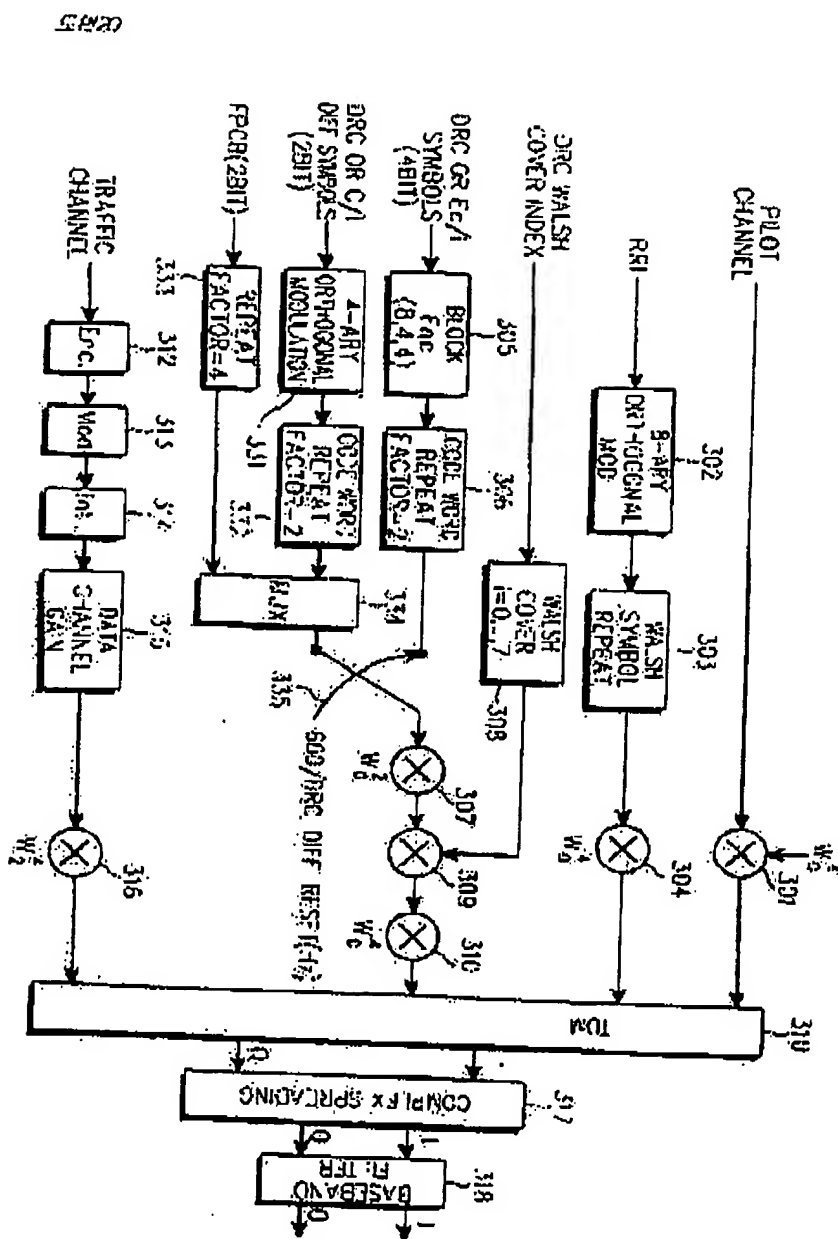 PILOT
CHANNEL
301
RRI
8-ARY
ORTHOGONAL
MOD
302
WALSH
SYMBOL
REPEAT
303
304
DRC WALSH
COVER INDEX
WALSH
COVER
i=0..7
308
DRC OR Ec/I
SYMBOLS
(4BIT)
BLOCK
Enc
(8,4,4)
305
CODE WORD
REPEAT
FACTOR=2
306
307
309
310
DRC OR C/I
DIFF SYMBOLS
(2BIT)
4-ARY
ORTHOGONAL
MODULATION
331
CODE WORD
REPEAT
FACTOR=2
FPCB(2BIT)
REPEAT
FACTOR=4
333
MUX
334
335
TRAFFIC
CHANNEL
Enc.
312
Mod
313
Int.
DATA
CHANNEL
GAIN
316
TDM
COMPLEX SPREADING
317
I
Q
BASEBAND
FILTER
318
I
Q